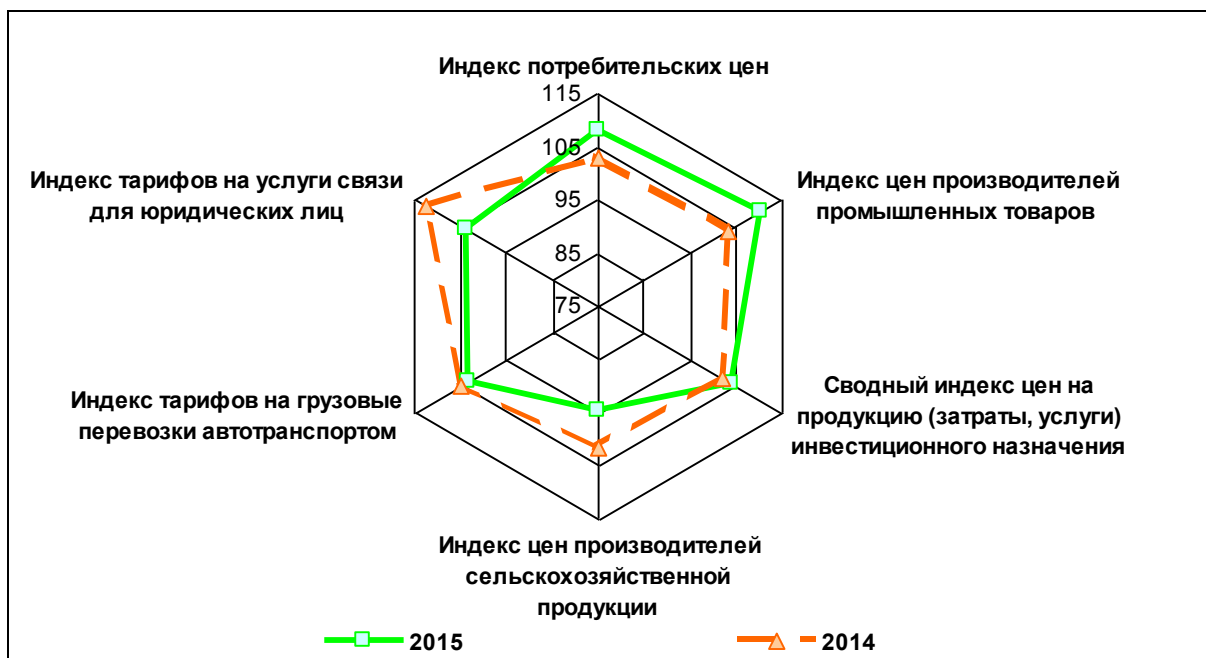 Индекс потребительских цен
115
105
95
85
75
Индекс цен производителей
промышленных товаров
Сводный индекс цен на
продукцию (затраты, услуги)
инвестиционного назначения
Индекс цен производителей
сельскохозяйственной
продукции
Индекс тарифов на грузовые
перевозки автотранспортом
Индекс тарифов на услуги связи
для юридических лиц
2015
2014